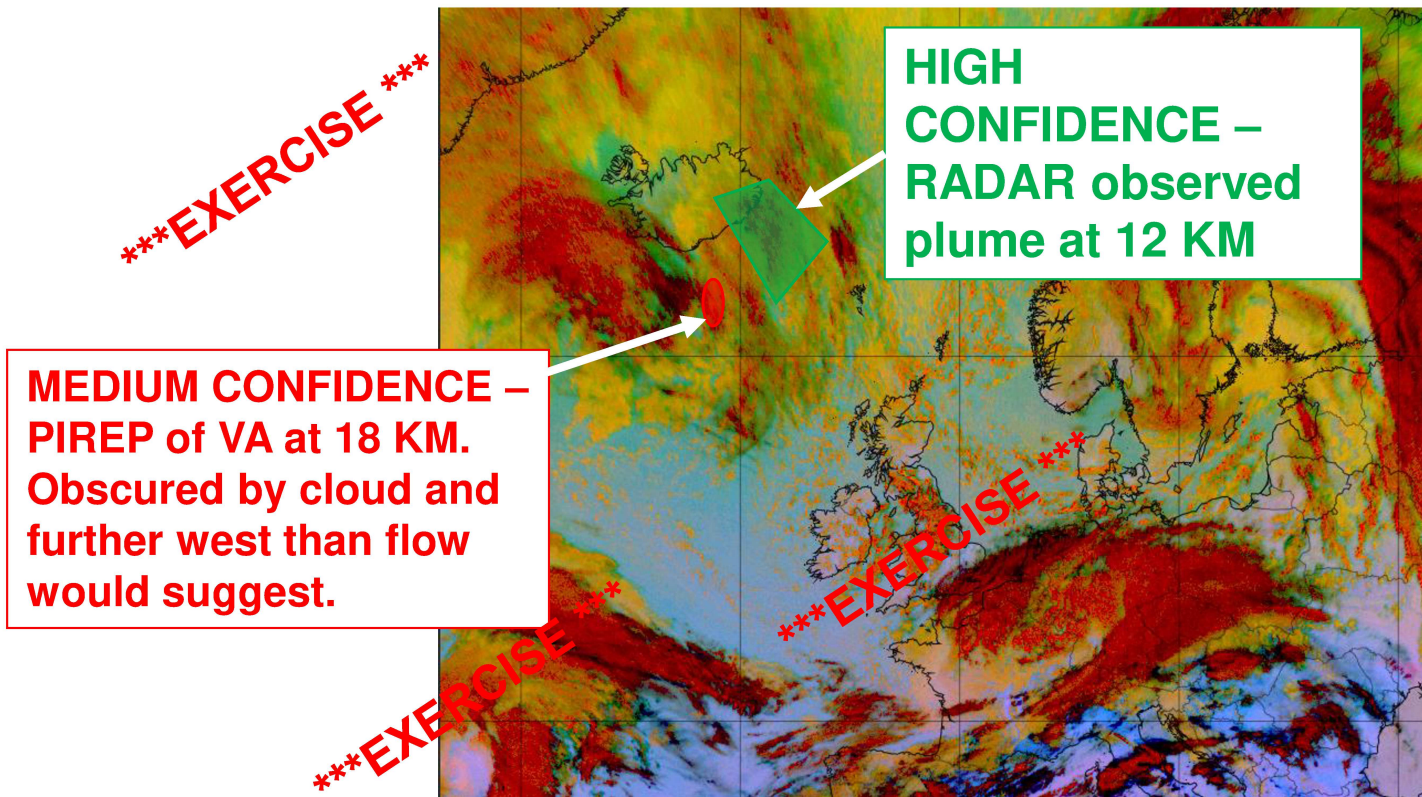 ***EXERCISE ***
HIGH
CONFIDENCE –
RADAR observed
plume at 12 KM
MEDIUM CONFIDENCE –
PIREP of VA at 18 KM.
Obscured by cloud and
further west than flow
would suggest.
***EXERCISE ***
***EXERCISE ***